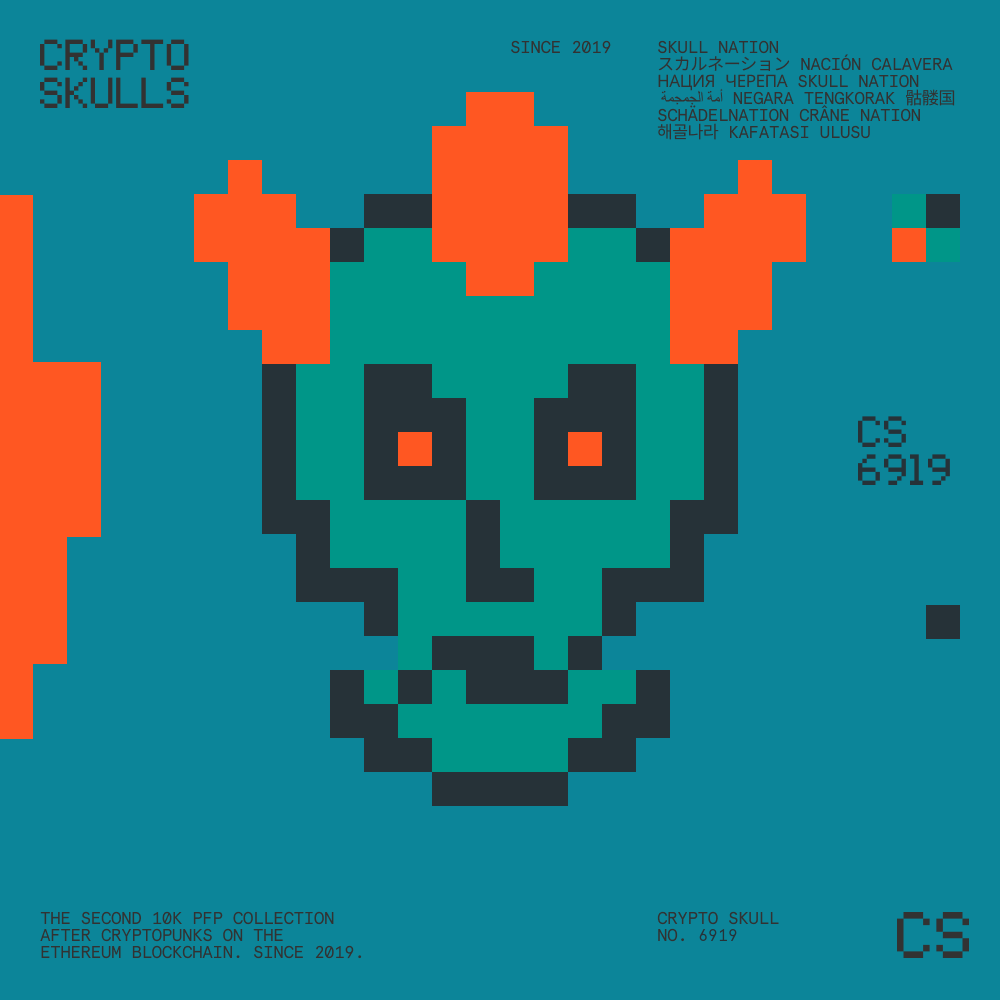 CRYPTO
SKULLS
SINCE 2019
SKULL NATION
スカルネーション NACIÓN CALAVERA
НАЦИЯ ЧЕРЕПА SKULL NATION
أمة الجمجمة NEGARA TENGKORAK 骷髅国
SCHÄDELNATION CRÂNE NATION
해골나라 KAFATASI ULUSU
CS
6919
THE SECOND 10K PFP COLLECTION
AFTER CRYPTOPUNKS ON THE
ETHEREUM BLOCKCHAIN. SINCE 2019.
CRYPTO SKULL
NO. 6919
CS